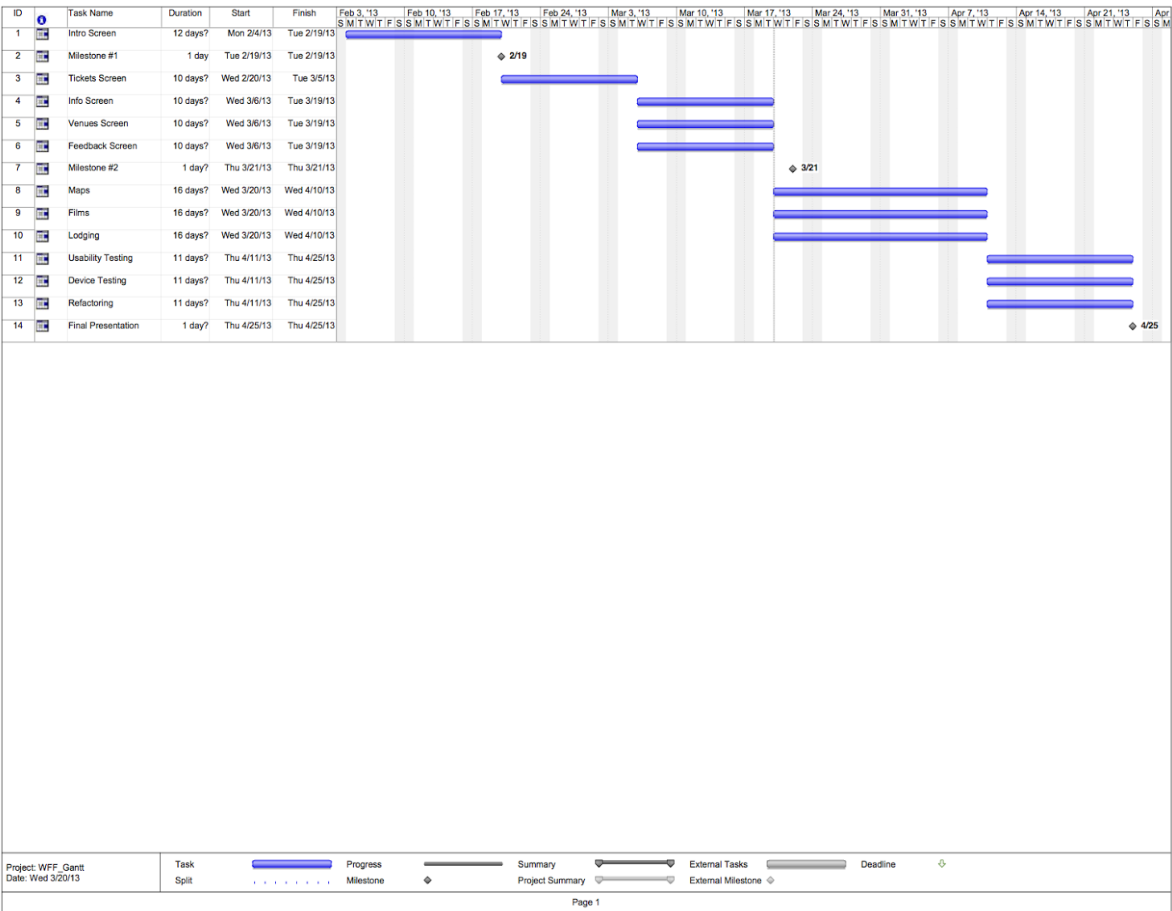 ID Task Name Duration Start Finish Feb 3, '13 Feb 10, '13 Feb 17, '13 Feb 24, '13 Mar 3, '13 Mar 10, '13 Mar 17, '13 Mar 24, '13 Mar 31, '13 Apr 7, '13 Apr 14, '13 Apr 21, '13 Apr
S M T W T F S S M T W T F S S M T W T F S S M T W T F S S M T W T F S S M T W T F S S M T W T F S S M T W T F S S M T W T F S S M T W T F S S M T W T F S S M T W T F S S M
1 Intro Screen 12 days? Mon 2/4/13 Tue 2/19/13
2 Milestone #1 1 day Tue 2/19/13 Tue 2/19/13 2/19
3 Tickets Screen 10 days? Wed 2/20/13 Tue 3/5/13
4 Info Screen 10 days? Wed 3/6/13 Tue 3/19/13
5 Venues Screen 10 days? Wed 3/6/13 Tue 3/19/13
6 Feedback Screen 10 days? Wed 3/6/13 Tue 3/19/13
7 Milestone #2 1 day? Thu 3/21/13 Thu 3/21/13 3/21
8 Maps 16 days? Wed 3/20/13 Wed 4/10/13
9 Films 16 days? Wed 3/20/13 Wed 4/10/13
10 Lodging 16 days? Wed 3/20/13 Wed 4/10/13
11 Usability Testing 11 days? Thu 4/11/13 Thu 4/25/13
12 Device Testing 11 days? Thu 4/11/13 Thu 4/25/13
13 Refactoring 11 days? Thu 4/11/13 Thu 4/25/13
14 Final Presentation 1 day? Thu 4/25/13 Thu 4/25/13 4/25
Project: WFF_Gantt
Date: Wed 3/20/13
Task Progress Summary External Tasks Deadline
Split Milestone Project Summary External Milestone
Page 1